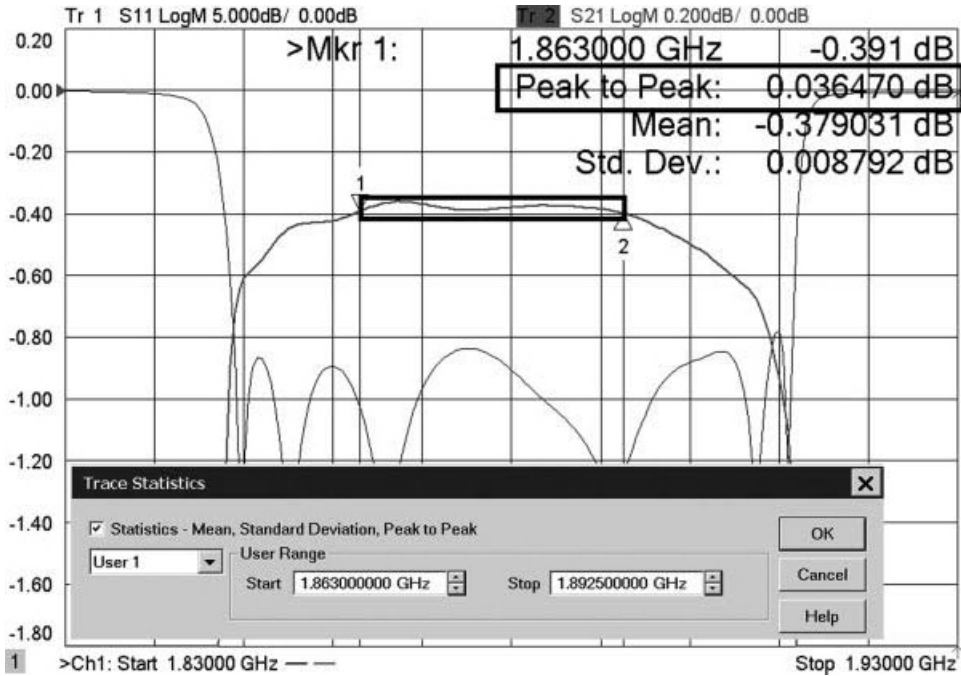 Tr 1 S11 LogM 5.000dB/ 0.00dB
Tr 2 S21 LogM 0.200dB/ 0.00dB
>Mkr 1: 1.863000 GHz -0.391 dB
Peak to Peak: 0.036470 dB
Mean: -0.379031 dB
Std. Dev.: 0.008792 dB
0.20
0.00
-0.20
-0.40
-0.60
-0.80
-1.00
-1.20
-1.40
-1.60
-1.80
1
2
Trace Statistics
Statistics - Mean, Standard Deviation, Peak to Peak
User 1
User Range
Start 1.863000000 GHz
Stop 1.892500000 GHz
OK
Cancel
Help
1 >Ch1: Start 1.83000 GHz — —
Stop 1.93000 GHz